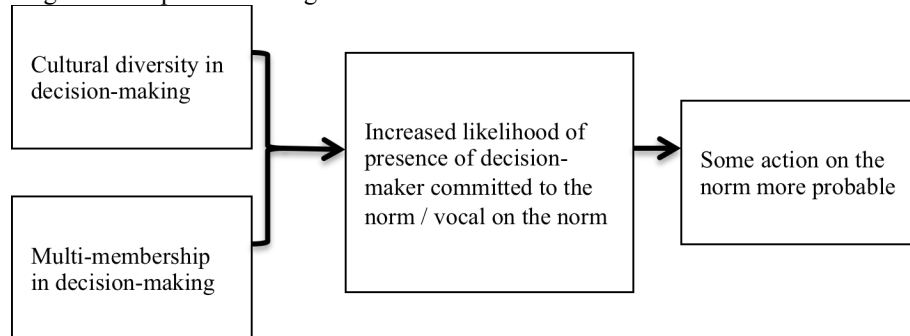 Cultural diversity in
decision-making
Increased likelihood of
presence of decision-
maker committed to the
norm / vocal on the norm
Some action on the
norm more probable
Multi-membership
in decision-making